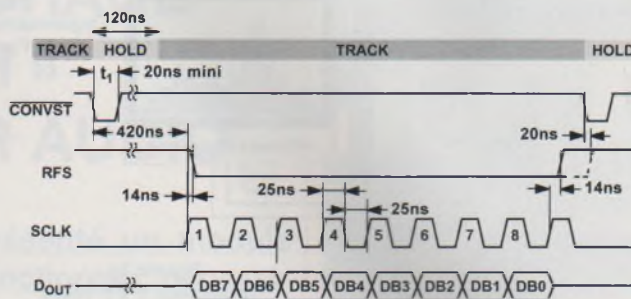 120ns
TRACK HOLD TRACK HOLD
t1 20ns mini
CONVST
420ns 20ns
RFS
14ns 25ns 25ns 14ns
SCLK 1 2 3 4 5 6 7 8
DOUT DB7 DB6 DB5 DB4 DB3 DB2 DB1 DB0